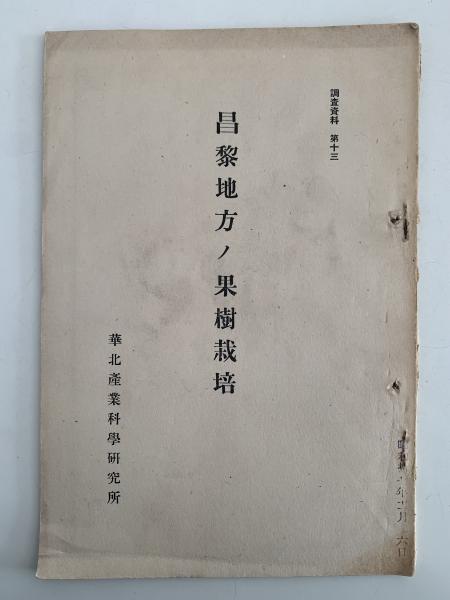 調査資料 第十三
昌黎地方ノ果樹栽培
華北產業科學研究所